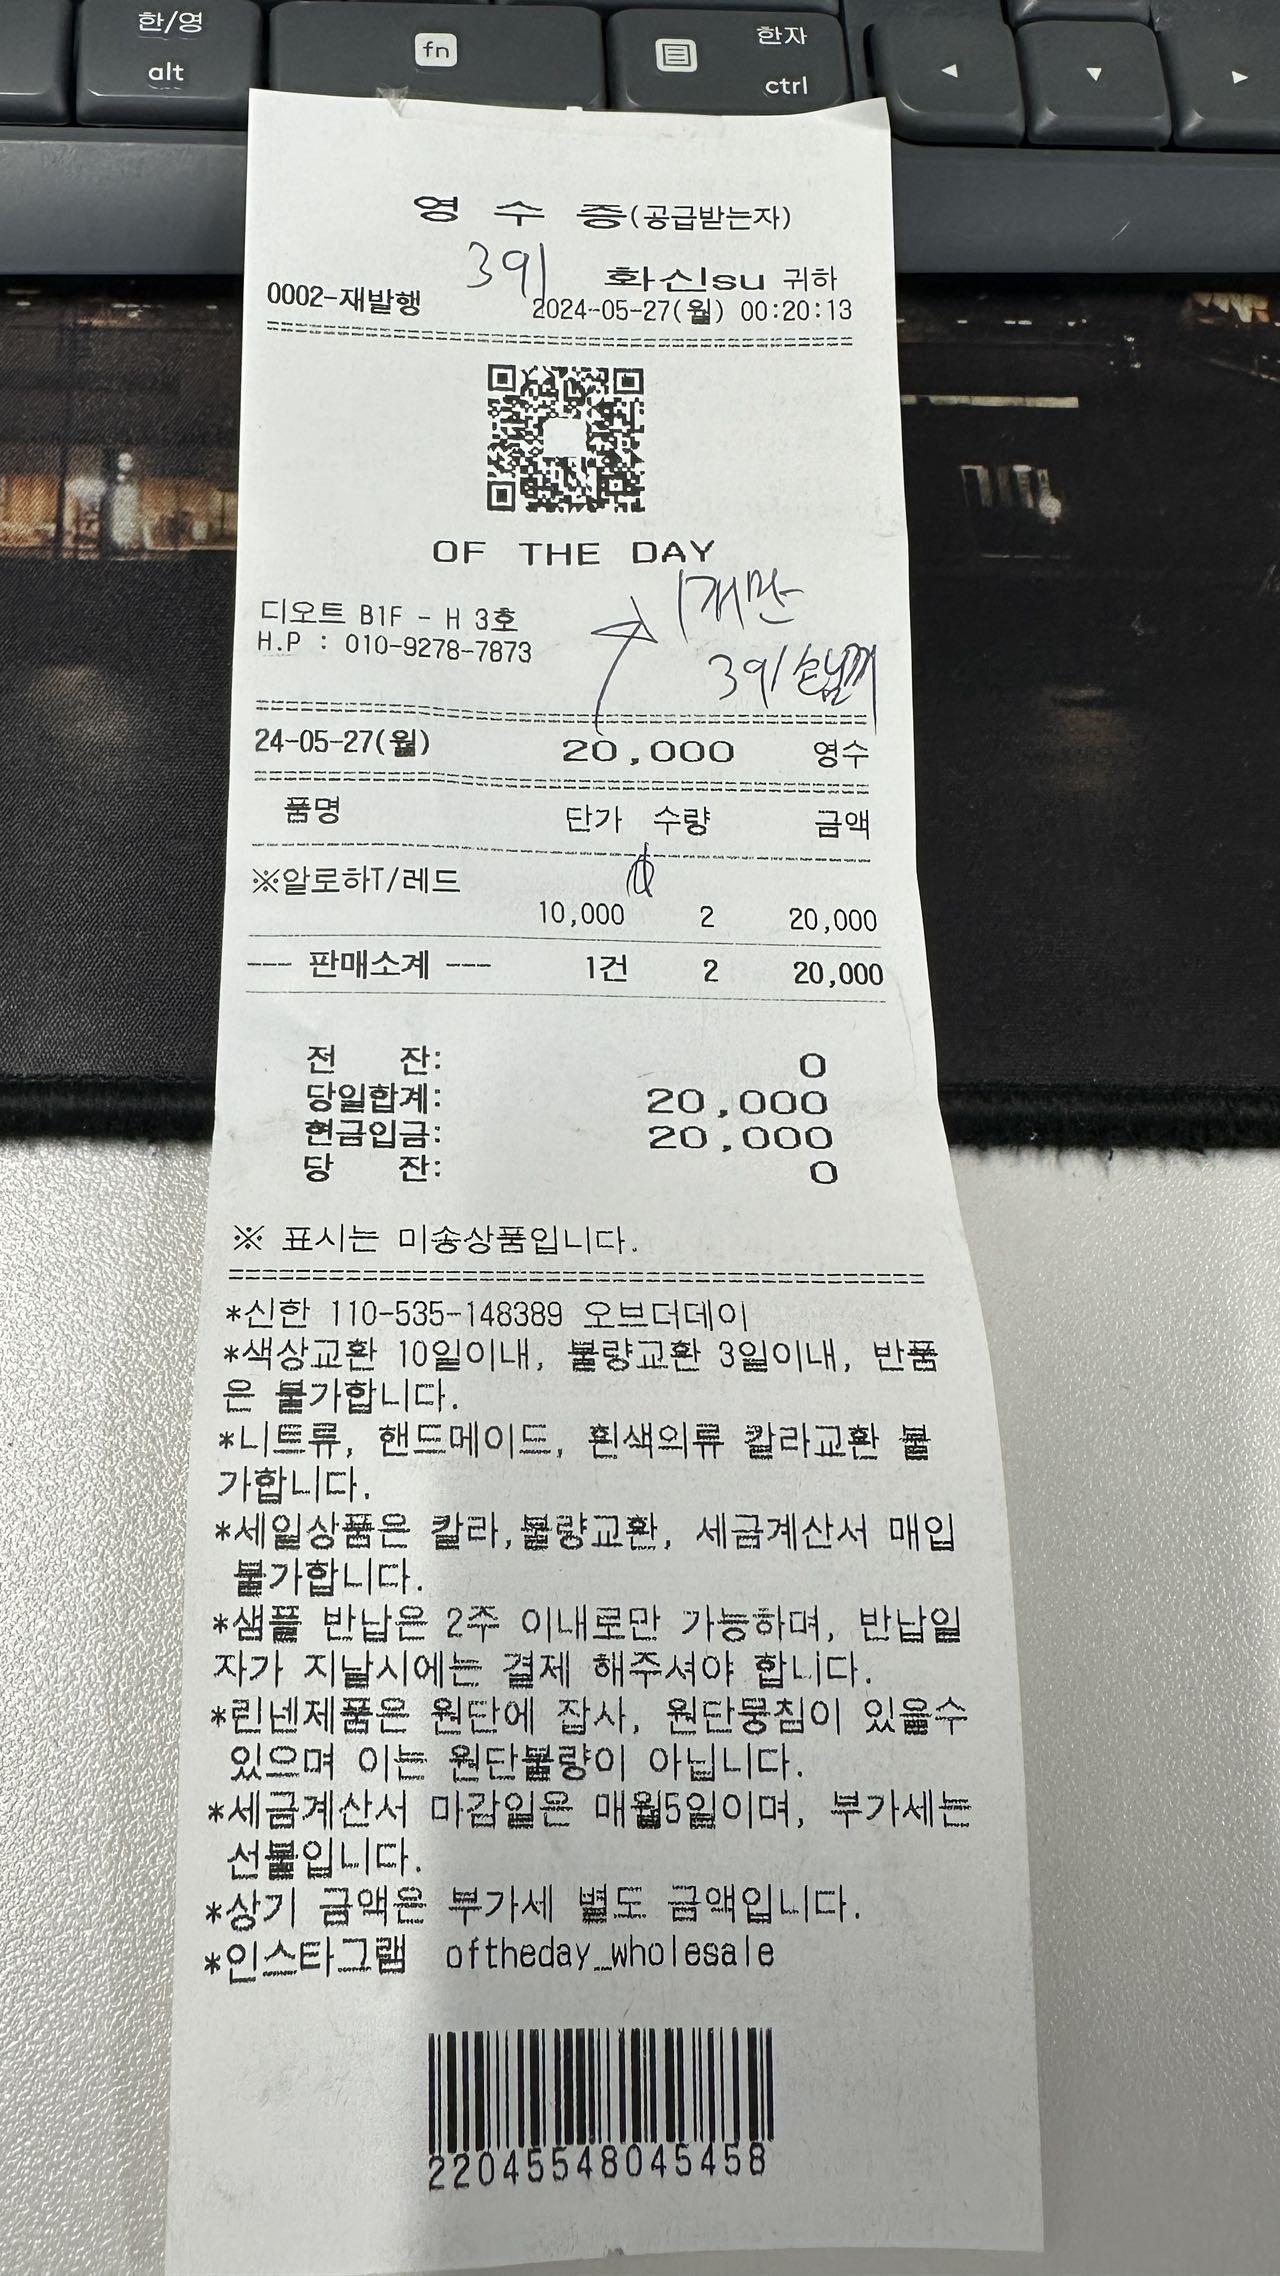 한/영
alt
fn
한자
ctrl
영 수 증(공급받는자)
391
화신su 귀하
0002-재발행
2024-05-27(월) 00:20:13
OF THE DAY
1개만
디오트 B1F - H 3호
H.P : 010-9278-7873
391손님께
24-05-27(월) 20,000 영수
품명 단가 수량 금액
※알로하T/레드
10,000 2 20,000
--- 판매소계 --- 1건 2 20,000
전 잔: 0
당일합계: 20,000
현금입금: 20,000
당 잔: 0
※ 표시는 미송상품입니다.
*신한 110-535-148389 오브더데이
*색상교환 10일이내, 불량교환 3일이내, 반품
은 불가합니다.
*니트류, 핸드메이드, 흰색의류 칼라교환 불
가합니다.
*세일상품은 칼라,불량교환, 세금계산서 매입
불가합니다.
*샘플 반납은 2주 이내로만 가능하며, 반납일
자가 지날시에는 결제 해주셔야 합니다.
*린넨제품은 원단에 잡사, 원단뭉침이 있을수
있으며 이는 원단불량이 아닙니다.
*세금계산서 마감일은 매월5일이며, 부가세는
선불입니다.
*상기 금액은 부가세 별도 금액입니다.
*인스타그램 oftheday_wholesale
22045548045458